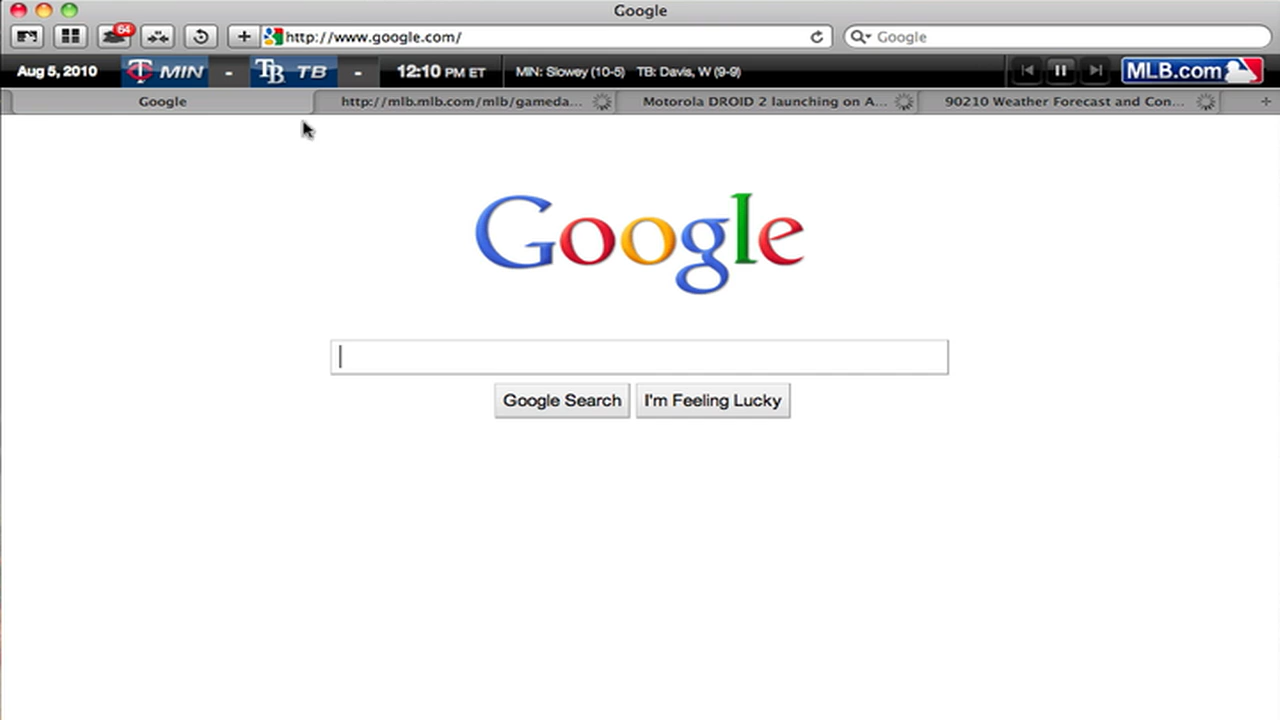 Google
64
http://www.google.com/
Google
Aug 5, 2010
MIN
-
TB
-
12:10 PM ET
MIN: Slowey (10-5) TB: Davis, W (9-9)
MLB.com
Google
http://mlb.mlb.com/mlb/gameda...
Motorola DROID 2 launching on A...
90210 Weather Forecast and Con...
Google
Google Search
I'm Feeling Lucky